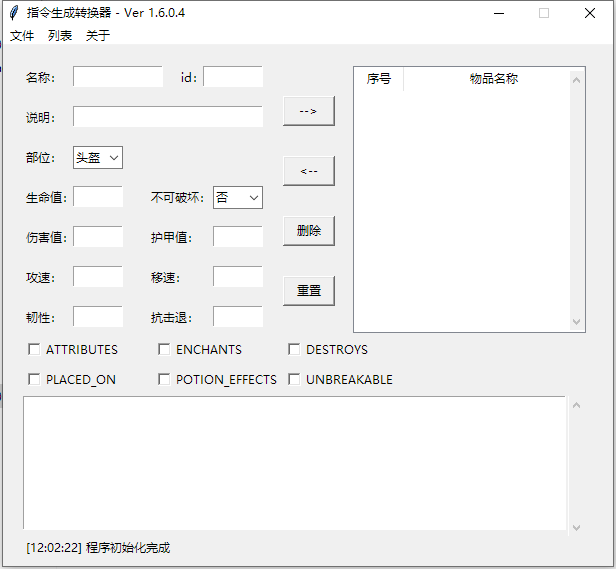 指令生成转换器 - Ver 1.6.0.4
文件 列表 关于
名称： id：
序号 物品名称
说明：
-->
部位： 头盔
<--
生命值： 不可破坏： 否
伤害值： 护甲值：
删除
攻速： 移速：
重置
韧性： 抗击退：
ATTRIBUTES ENCHANTS DESTROYS
PLACED_ON POTION_EFFECTS UNBREAKABLE
[12:02:22] 程序初始化完成